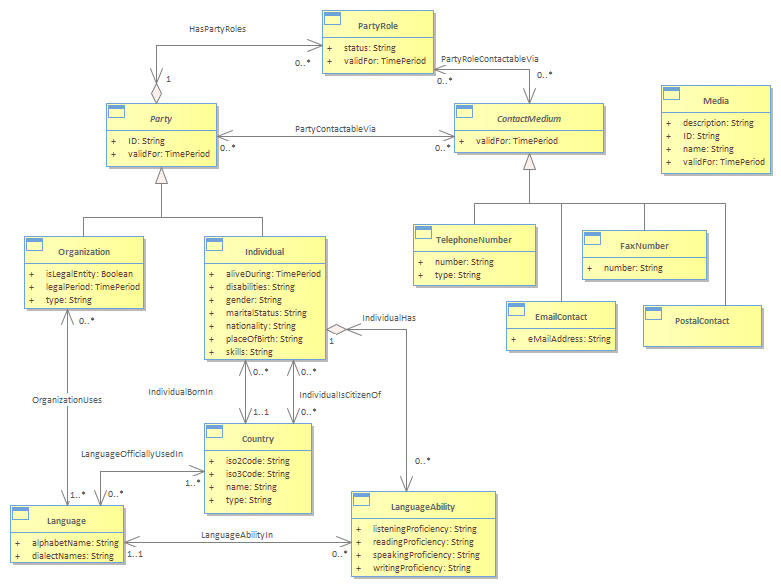 HasPartyRoles
PartyRole
+ status: String
+ validFor: TimePeriod
0..*
1
PartyRoleContactableVia
0..*
0..*
Party
+ ID: String
+ validFor: TimePeriod
PartyContactableVia
0..*
0..*
ContactMedium
+ validFor: TimePeriod
Media
+ description: String
+ ID: String
+ name: String
+ validFor: TimePeriod
Organization
+ isLegalEntity: Boolean
+ legalPeriod: TimePeriod
+ type: String
Individual
+ aliveDuring: TimePeriod
+ disabilities: String
+ gender: String
+ maritalStatus: String
+ nationality: String
+ placeOfBirth: String
+ skills: String
TelephoneNumber
+ number: String
+ type: String
FaxNumber
+ number: String
EmailContact
+ eMailAddress: String
PostalContact
0..*
IndividualHas
1
0..*
0..*
IndividualBornIn
IndividualIsCitizenOf
OrganizationUses
1..1
0..*
Country
+ iso2Code: String
+ iso3Code: String
+ name: String
+ type: String
LanguageOfficiallyUsedIn
1..*
0..*
1..*
0..*
Language
+ alphabetName: String
+ dialectNames: String
LanguageAbilityIn
1..1
0..*
LanguageAbility
+ listeningProficiency: String
+ readingProficiency: String
+ speakingProficiency: String
+ writingProficiency: String